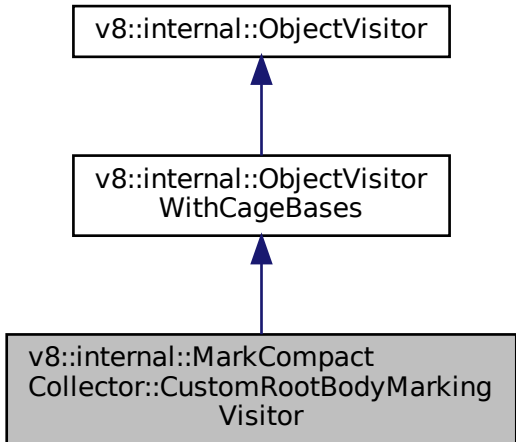 v8::internal::ObjectVisitor
v8::internal::ObjectVisitor
WithCageBases
v8::internal::MarkCompact
Collector::CustomRootBodyMarking
Visitor